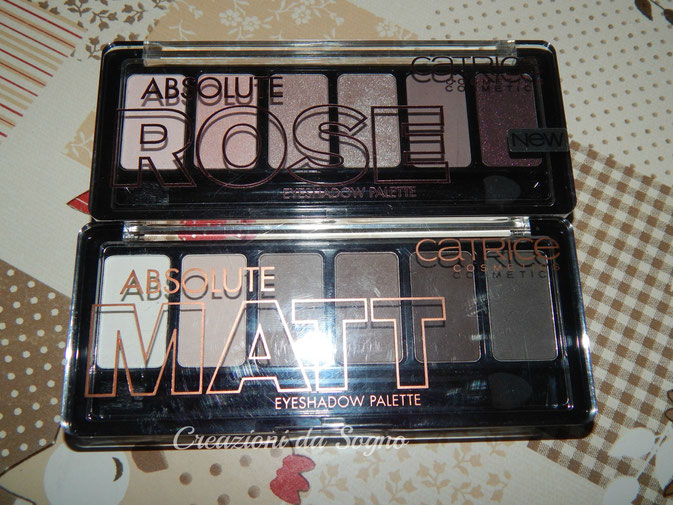 ABSOLUTE
ROSE
EYESHADOW PALETTE
CATRICE
COSMETICS
New
ABSOLUTE
MATT
EYESHADOW PALETTE
CATRICE
COSMETICS
Creazioni da Sogno